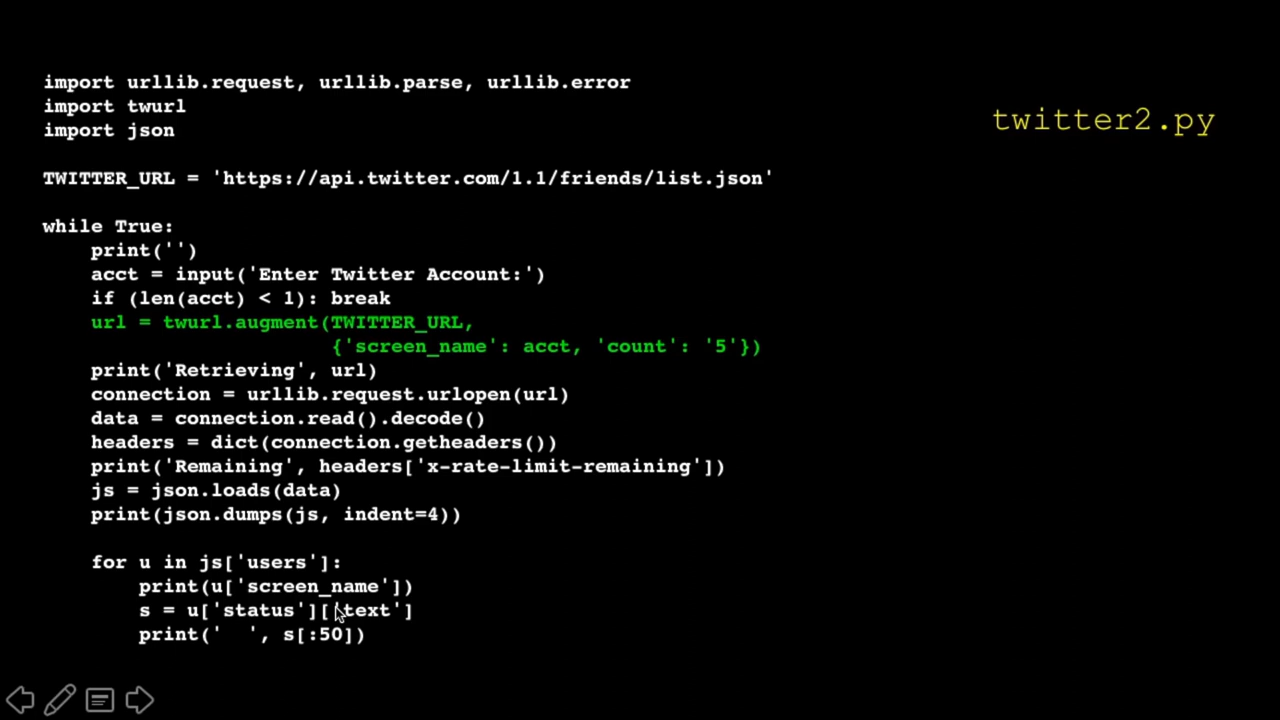 import urllib.request, urllib.parse, urllib.error
import twurl
import json
twitter2.py
TWITTER_URL = 'https://api.twitter.com/1.1/friends/list.json'
while True:
    print('')
    acct = input('Enter Twitter Account:')
    if (len(acct) < 1): break
    url = twurl.augment(TWITTER_URL,
                        {'screen_name': acct, 'count': '5'})
    print('Retrieving', url)
    connection = urllib.request.urlopen(url)
    data = connection.read().decode()
    headers = dict(connection.getheaders())
    print('Remaining', headers['x-rate-limit-remaining'])
    js = json.loads(data)
    print(json.dumps(js, indent=4))
    for u in js['users']:
        print(u['screen_name'])
        s = u['status']['text']
        print('  ', s[:50])